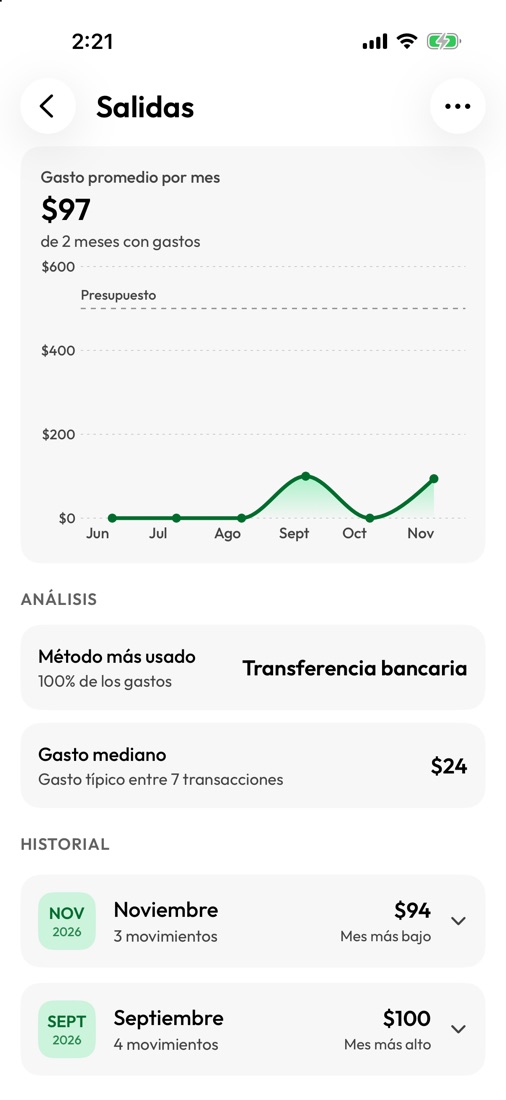 2:21
Salidas
Gasto promedio por mes
$97
de 2 meses con gastos
$600
Presupuesto
$400
$200
$0
Jun Jul Ago Sept Oct Nov
ANÁLISIS
Método más usado
100% de los gastos
Transferencia bancaria
Gasto mediano
Gasto típico entre 7 transacciones
$24
HISTORIAL
NOV
2026
Noviembre
3 movimientos
$94
Mes más bajo
SEPT
2026
Septiembre
4 movimientos
$100
Mes más alto